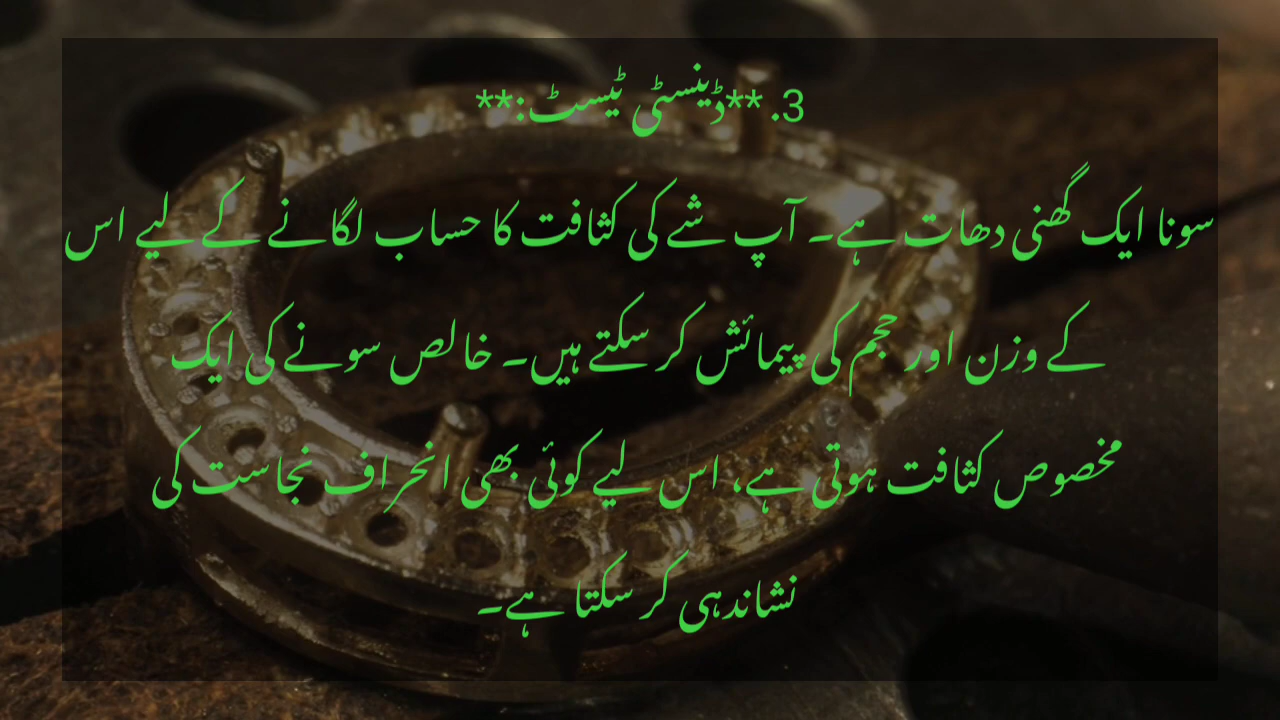 3. **ڈینسٹی ٹیسٹ:**
سونا ایک گھنی دھات ہے۔ آپ شے کی کثافت کا حساب لگانے کے لیے اس
کے وزن اور حجم کی پیمائش کر سکتے ہیں۔ خالص سونے کی ایک
مخصوص کثافت ہوتی ہے، اس لیے کوئی بھی انحراف نجاست کی
نشاندہی کر سکتا ہے۔